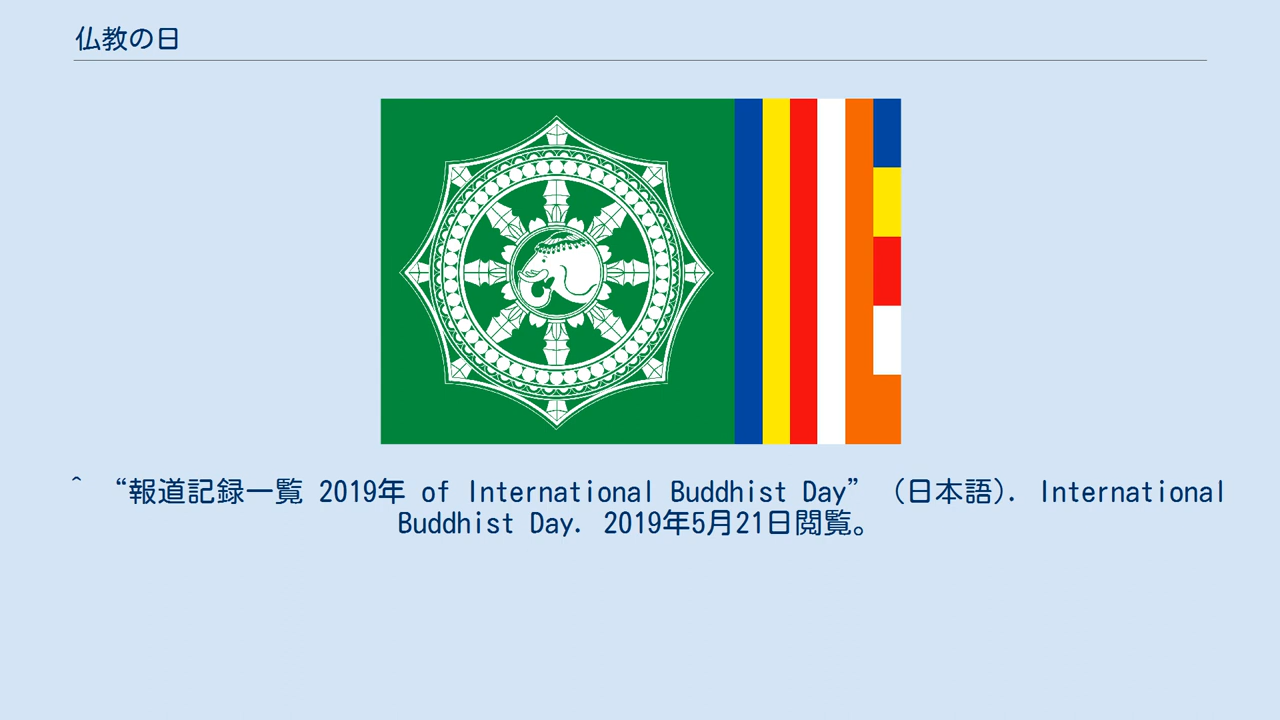 仏教の日
^ “報道記録一覧 2019年 of International Buddhist Day” (日本語). International
Buddhist Day. 2019年5月21日閲覧。